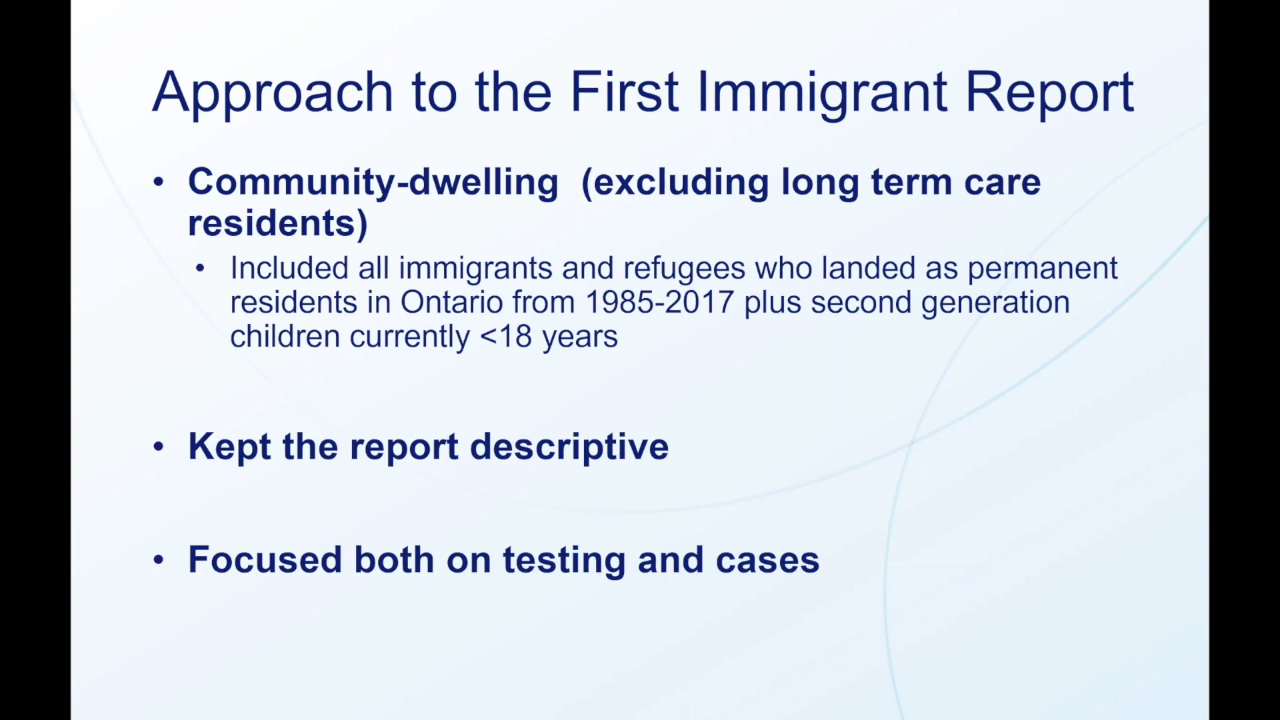 Approach to the First Immigrant Report
• Community-dwelling  (excluding long term care
residents)
• Included all immigrants and refugees who landed as permanent
residents in Ontario from 1985-2017 plus second generation
children currently <18 years
• Kept the report descriptive
• Focused both on testing and cases